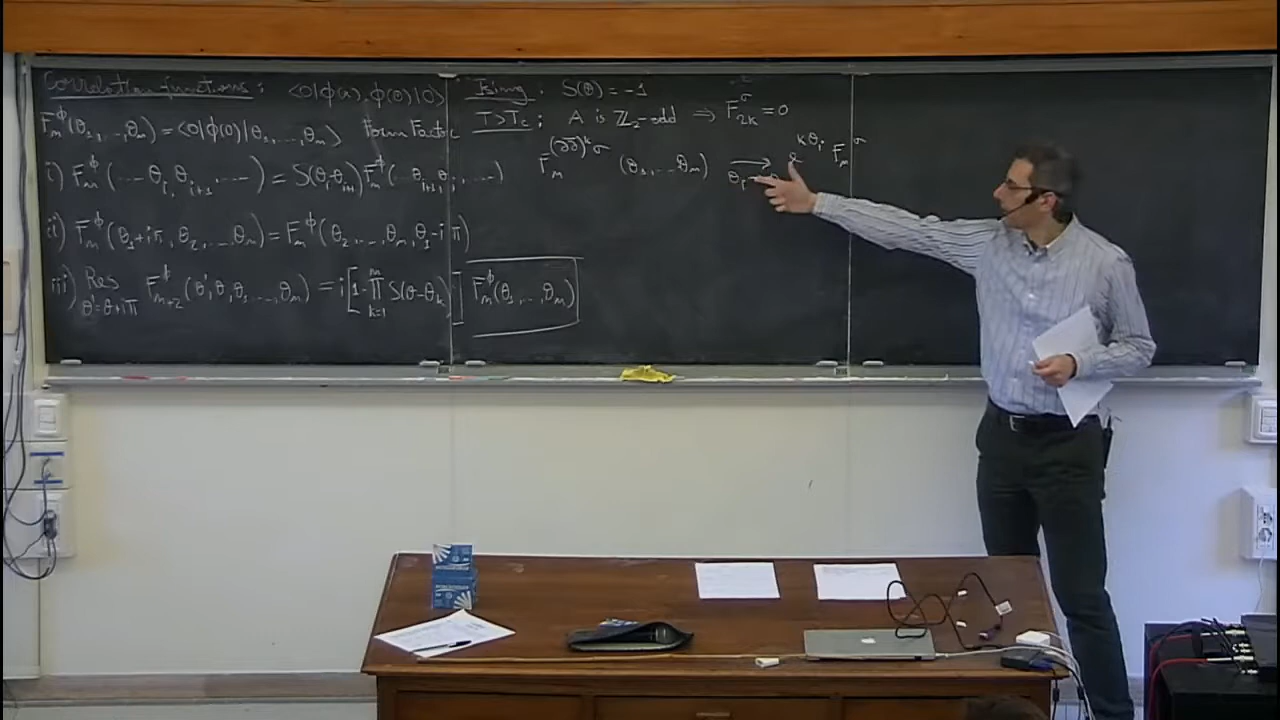 Correlation functions : <0|ϕ(x) ϕ(0)|0>
F_m^ϕ(θ_1,...,θ_m) = <0|ϕ(0)|θ_1,...,θ_m> Form Factor
i) F_m^ϕ(...θ_i, θ_{i+1},...) = S(θ_i-θ_{i+1}) F_m^ϕ(...θ_{i+1}, θ_i,...)
ii) F_m^ϕ(θ_1+iπ, θ_2,...,θ_m) = F_m^ϕ(θ_2,...,θ_m, θ_1-iπ)
iii) Res_{θ'=θ+iπ} F_{m+2}^ϕ(θ',θ,θ_1,...,θ_m) = i[1-∏_{k=1}^m S(θ-θ_k)] F_m^ϕ(θ_1,...,θ_m)
Ising : S(θ) = -1
T>T_c ; A is ℤ_2-odd ⇒ F_{2k}^σ = 0
F_m^{(∂∂̄)^k σ} (θ_1,...θ_m) → kθ_i F_m^σ